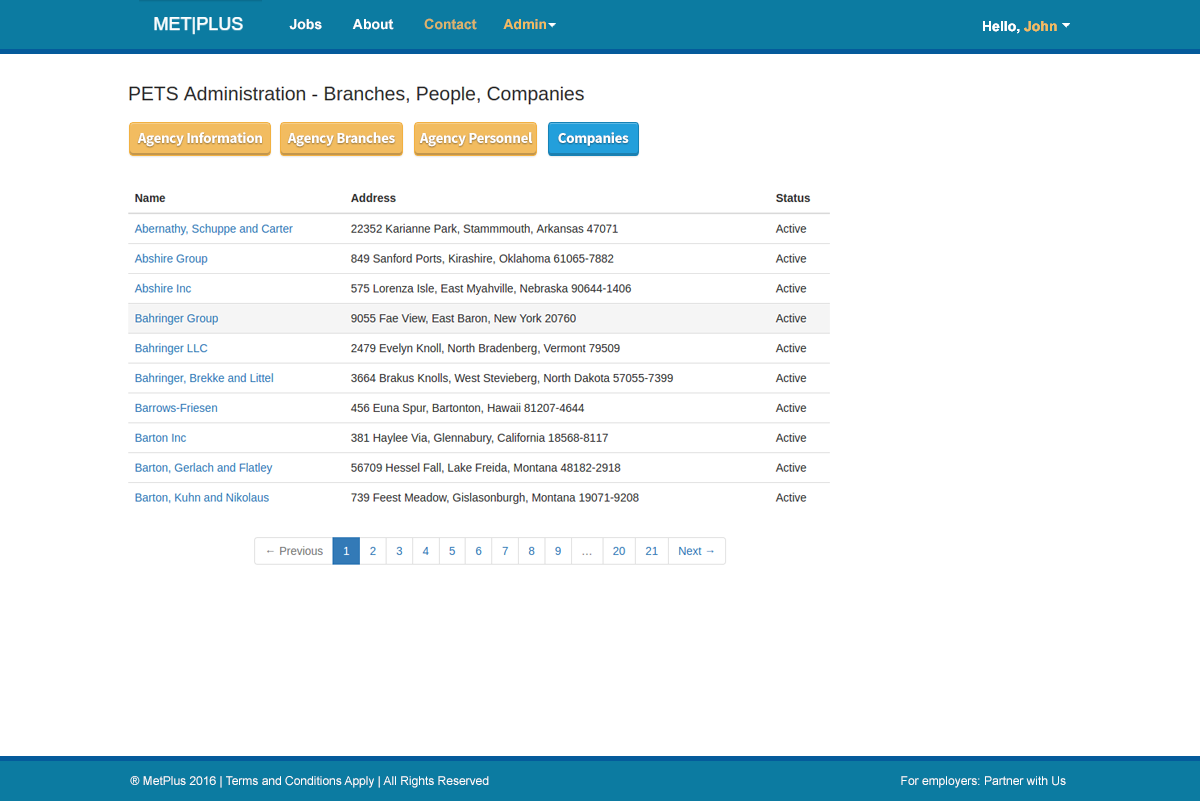 MET|PLUS Jobs About Contact Admin Hello, John
PETS Administration - Branches, People, Companies
Agency Information Agency Branches Agency Personnel Companies
Name Address Status
Abernathy, Schuppe and Carter 22352 Karianne Park, Stammmouth, Arkansas 47071 Active
Abshire Group 849 Sanford Ports, Kirashire, Oklahoma 61065-7882 Active
Abshire Inc 575 Lorenza Isle, East Myahville, Nebraska 90644-1406 Active
Bahringer Group 9055 Fae View, East Baron, New York 20760 Active
Bahringer LLC 2479 Evelyn Knoll, North Bradenberg, Vermont 79509 Active
Bahringer, Brekke and Littel 3664 Brakus Knolls, West Stevieberg, North Dakota 57055-7399 Active
Barrows-Friesen 456 Euna Spur, Bartonton, Hawaii 81207-4644 Active
Barton Inc 381 Haylee Via, Glennabury, California 18568-8117 Active
Barton, Gerlach and Flatley 56709 Hessel Fall, Lake Freida, Montana 48182-2918 Active
Barton, Kuhn and Nikolaus 739 Feest Meadow, Gislasonburgh, Montana 19071-9208 Active
← Previous 1 2 3 4 5 6 7 8 9 … 20 21 Next →
® MetPlus 2016 | Terms and Conditions Apply | All Rights Reserved For employers: Partner with Us